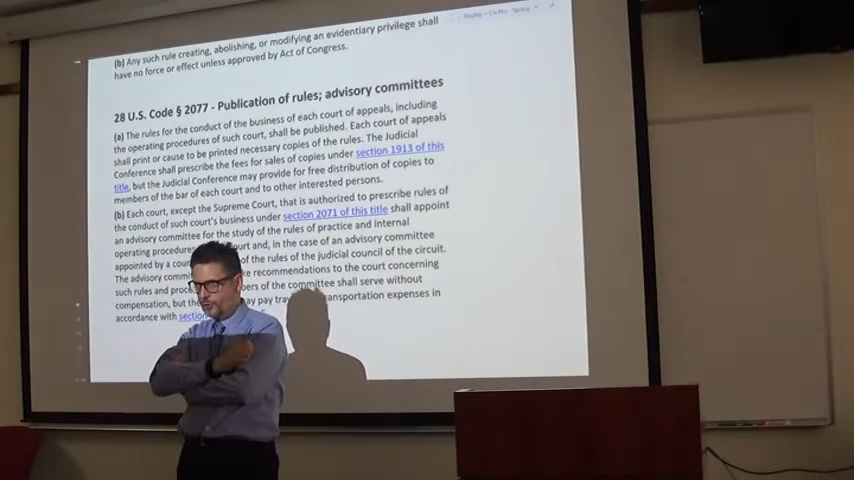 (b) Any such rule creating, abolishing, or modifying an evidentiary privilege shall
have no force or effect unless approved by Act of Congress.
28 U.S. Code § 2077 - Publication of rules; advisory committees
(a) The rules for the conduct of the business of each court of appeals, including
the operating procedures of such court, shall be published. Each court of appeals
shall print or cause to be printed necessary copies of the rules. The Judicial
Conference shall prescribe the fees for sales of copies under section 1913 of this
title, but the Judicial Conference may provide for free distribution of copies to
members of the bar of each court and to other interested persons.
(b) Each court, except the Supreme Court, that is authorized to prescribe rules of
the conduct of such court's business under section 2071 of this title shall appoint
an advisory committee for the study of the rules of practice and internal
operating procedures ourt and, in the case of an advisory committee
appointed by a cour of the rules of the judicial council of the circuit.
The advisory commit e recommendations to the court concerning
such rules and proce bers of the committee shall serve without
compensation, but the ay pay trav transportation expenses in
accordance with section